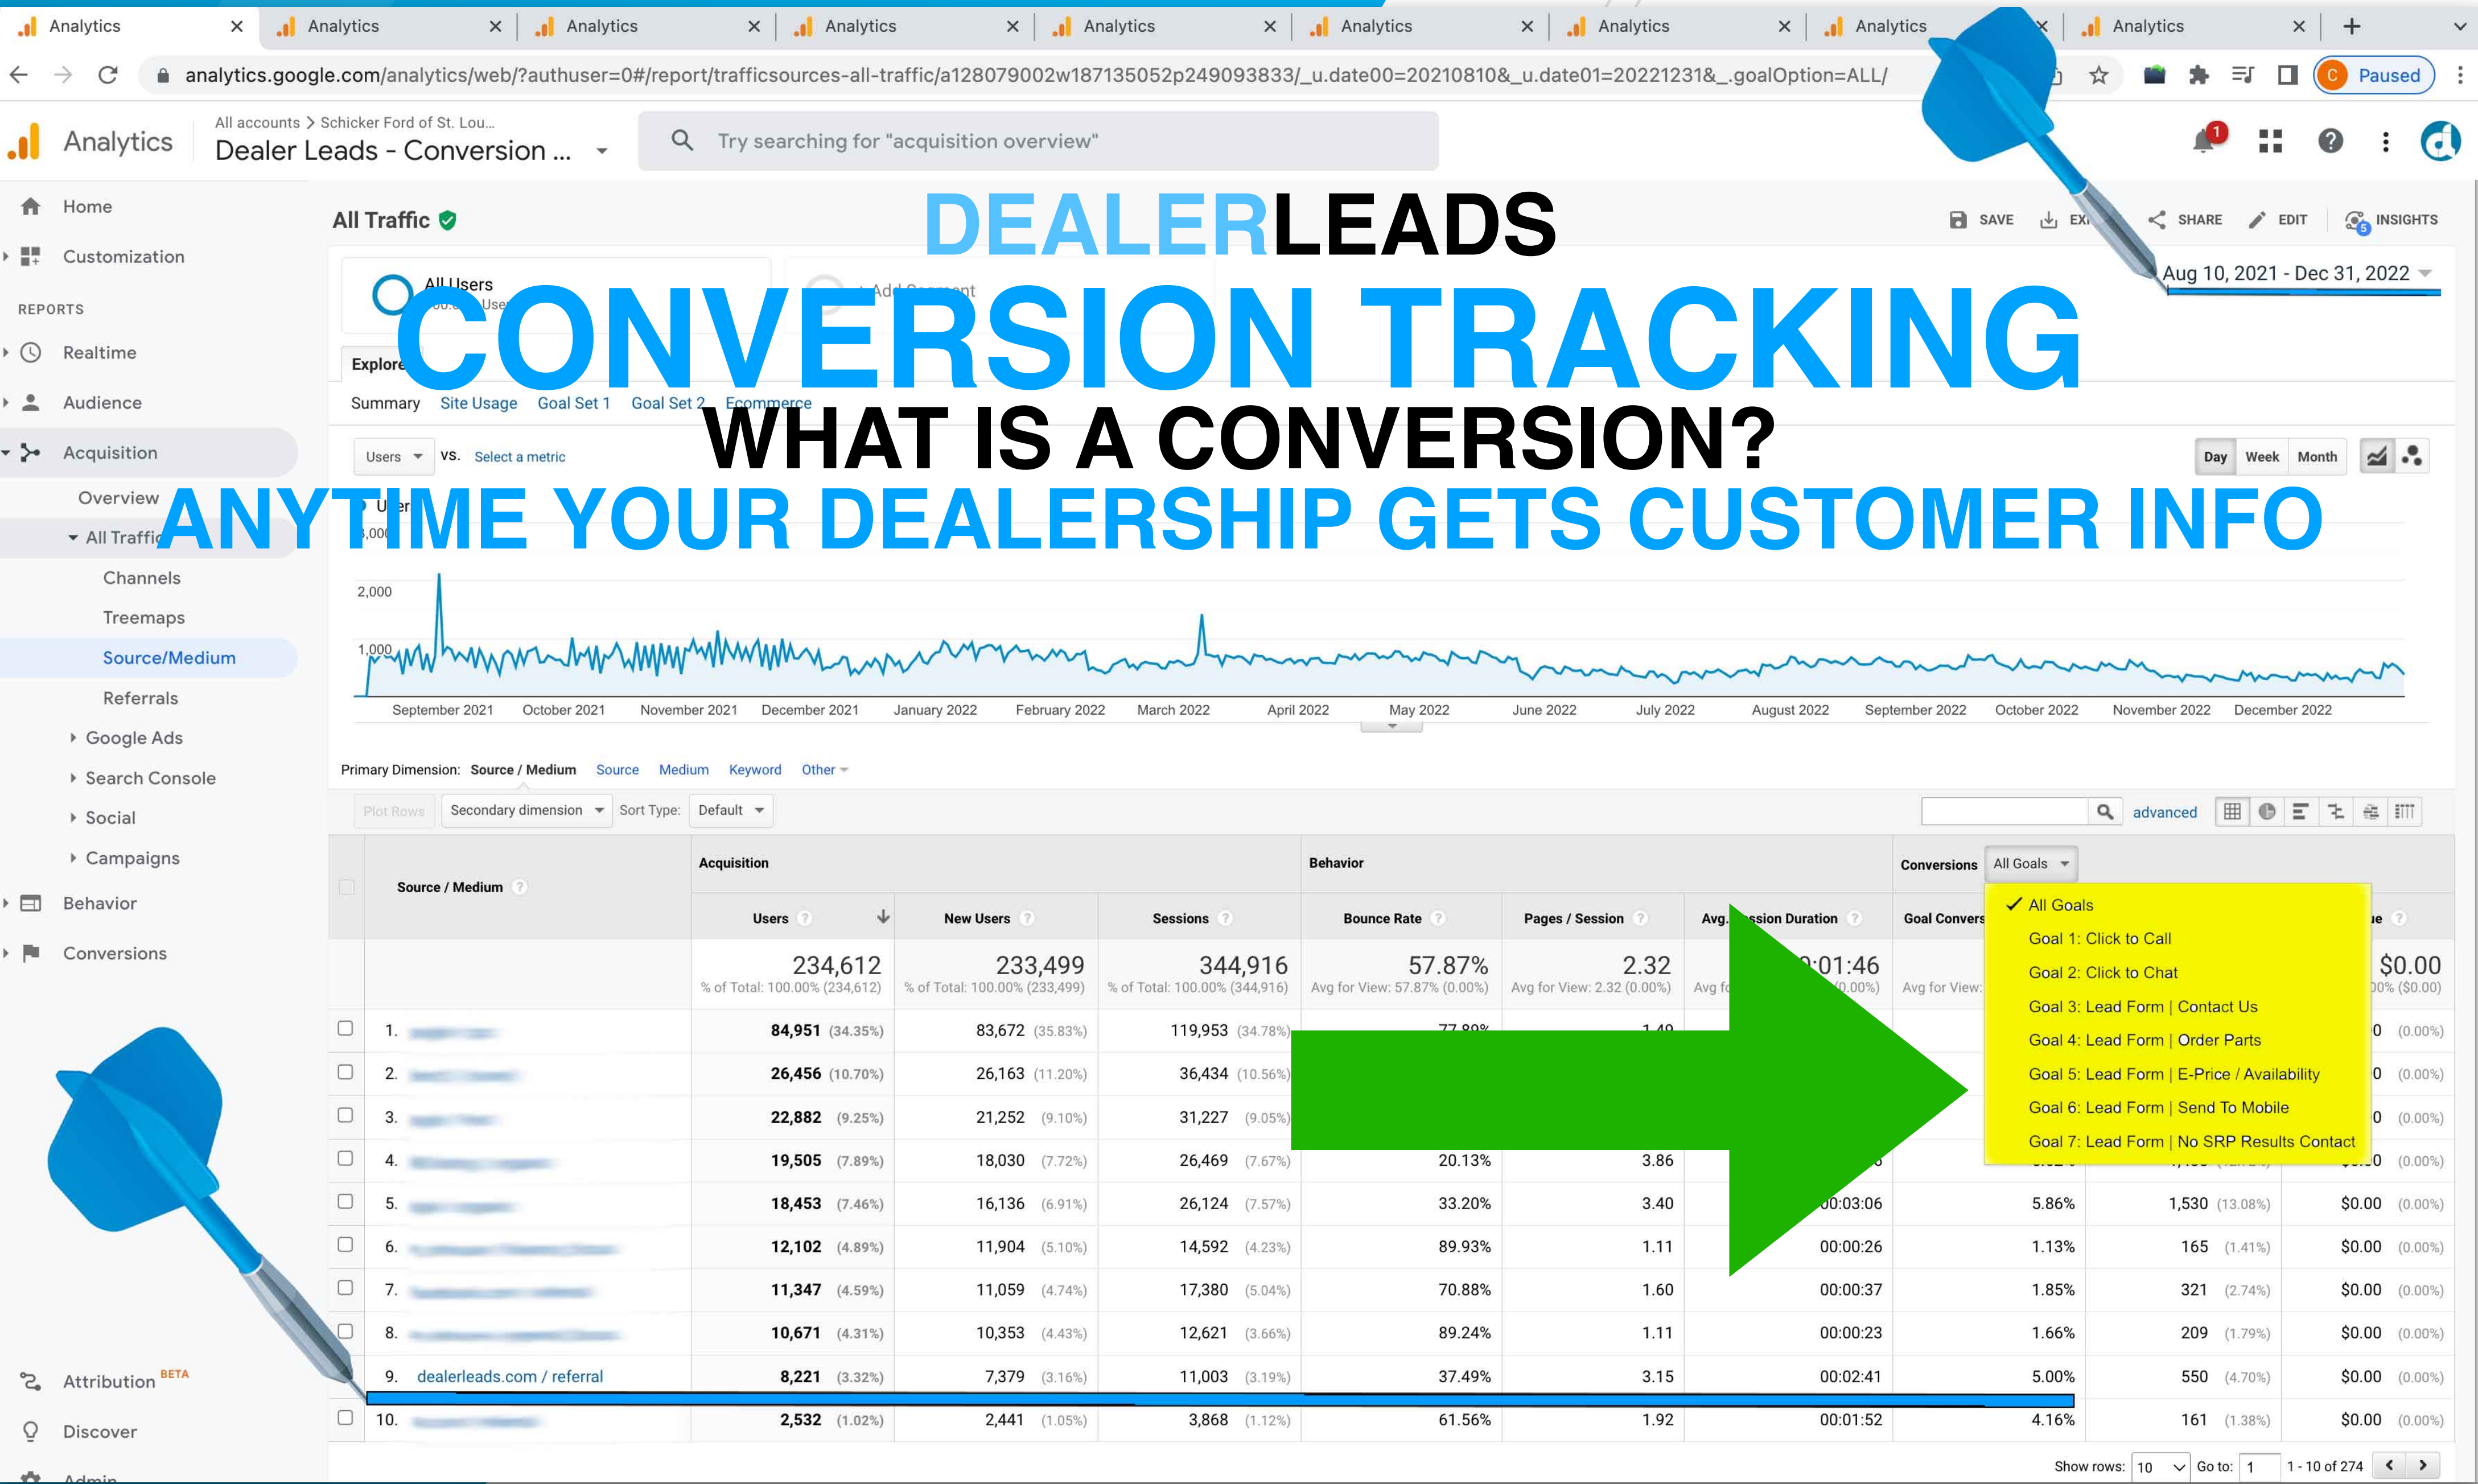 Analytics Analytics Analytics Analytics Analytics Analytics Analytics Analytics Analytics
analytics.google.com/analytics/web/?authuser=0#/report/trafficsources-all-traffic/a128079002w187135052p249093833/_u.date00=20210810&_u.date01=20221231&_.goalOption=ALL/
C Paused
Analytics
All accounts > Schicker Ford of St. Lou...
Dealer Leads - Conversion ...
Try searching for "acquisition overview"
1
Home
Customization
REPORTS
Realtime
Audience
Acquisition
Overview
All Traffic
Channels
Treemaps
Source/Medium
Referrals
Google Ads
Search Console
Social
Campaigns
Behavior
Conversions
Attribution BETA
Discover
Admin
All Traffic
SAVE SHARE EDIT INSIGHTS
5
DEALERLEADS
Aug 10, 2021 - Dec 31, 2022
All Users
+ Add Segment
CONVERSION TRACKING
Explorer
Summary Site Usage Goal Set 1 Goal Set 2 Ecommerce
WHAT IS A CONVERSION?
Users VS. Select a metric
Day Week Month
ANYTIME YOUR DEALERSHIP GETS CUSTOMER INFO
2,000
1,000
September 2021 October 2021 November 2021 December 2021 January 2022 February 2022 March 2022 April 2022 May 2022 June 2022 July 2022 August 2022 September 2022 October 2022 November 2022 December 2022
Primary Dimension: Source / Medium Source Medium Keyword Other
Plot Rows Secondary dimension Sort Type: Default
advanced
Source / Medium Acquisition Behavior Conversions All Goals
Users New Users Sessions Bounce Rate Pages / Session Avg. Session Duration Goal Convers
All Goals
Goal 1: Click to Call
Goal 2: Click to Chat
Goal 3: Lead Form | Contact Us
Goal 4: Lead Form | Order Parts
Goal 5: Lead Form | E-Price / Availability
Goal 6: Lead Form | Send To Mobile
Goal 7: Lead Form | No SRP Results Contact
234,612 233,499 344,916 57.87% 2.32 :01:46 $0.00
% of Total: 100.00% (234,612) % of Total: 100.00% (233,499) % of Total: 100.00% (344,916) Avg for View: 57.87% (0.00%) Avg for View: 2.32 (0.00%) Avg for View: ($0.00)
1. 84,951 (34.35%) 83,672 (35.83%) 119,953 (34.78%) (0.00%)
2. 26,456 (10.70%) 26,163 (11.20%) 36,434 (10.56%) (0.00%)
3. 22,882 (9.25%) 21,252 (9.10%) 31,227 (9.05%) (0.00%)
4. 19,505 (7.89%) 18,030 (7.72%) 26,469 (7.67%) 20.13% 3.86 (0.00%)
5. 18,453 (7.46%) 16,136 (6.91%) 26,124 (7.57%) 33.20% 3.40 00:03:06 5.86% 1,530 (13.08%) $0.00 (0.00%)
6. 12,102 (4.89%) 11,904 (5.10%) 14,592 (4.23%) 89.93% 1.11 00:00:26 1.13% 165 (1.41%) $0.00 (0.00%)
7. 11,347 (4.59%) 11,059 (4.74%) 17,380 (5.04%) 70.88% 1.60 00:00:37 1.85% 321 (2.74%) $0.00 (0.00%)
8. 10,671 (4.31%) 10,353 (4.43%) 12,621 (3.66%) 89.24% 1.11 00:00:23 1.66% 209 (1.79%) $0.00 (0.00%)
9. dealerleads.com / referral 8,221 (3.32%) 7,379 (3.16%) 11,003 (3.19%) 37.49% 3.15 00:02:41 5.00% 550 (4.70%) $0.00 (0.00%)
10. 2,532 (1.02%) 2,441 (1.05%) 3,868 (1.12%) 61.56% 1.92 00:01:52 4.16% 161 (1.38%) $0.00 (0.00%)
Show rows: 10 Go to: 1 1 - 10 of 274